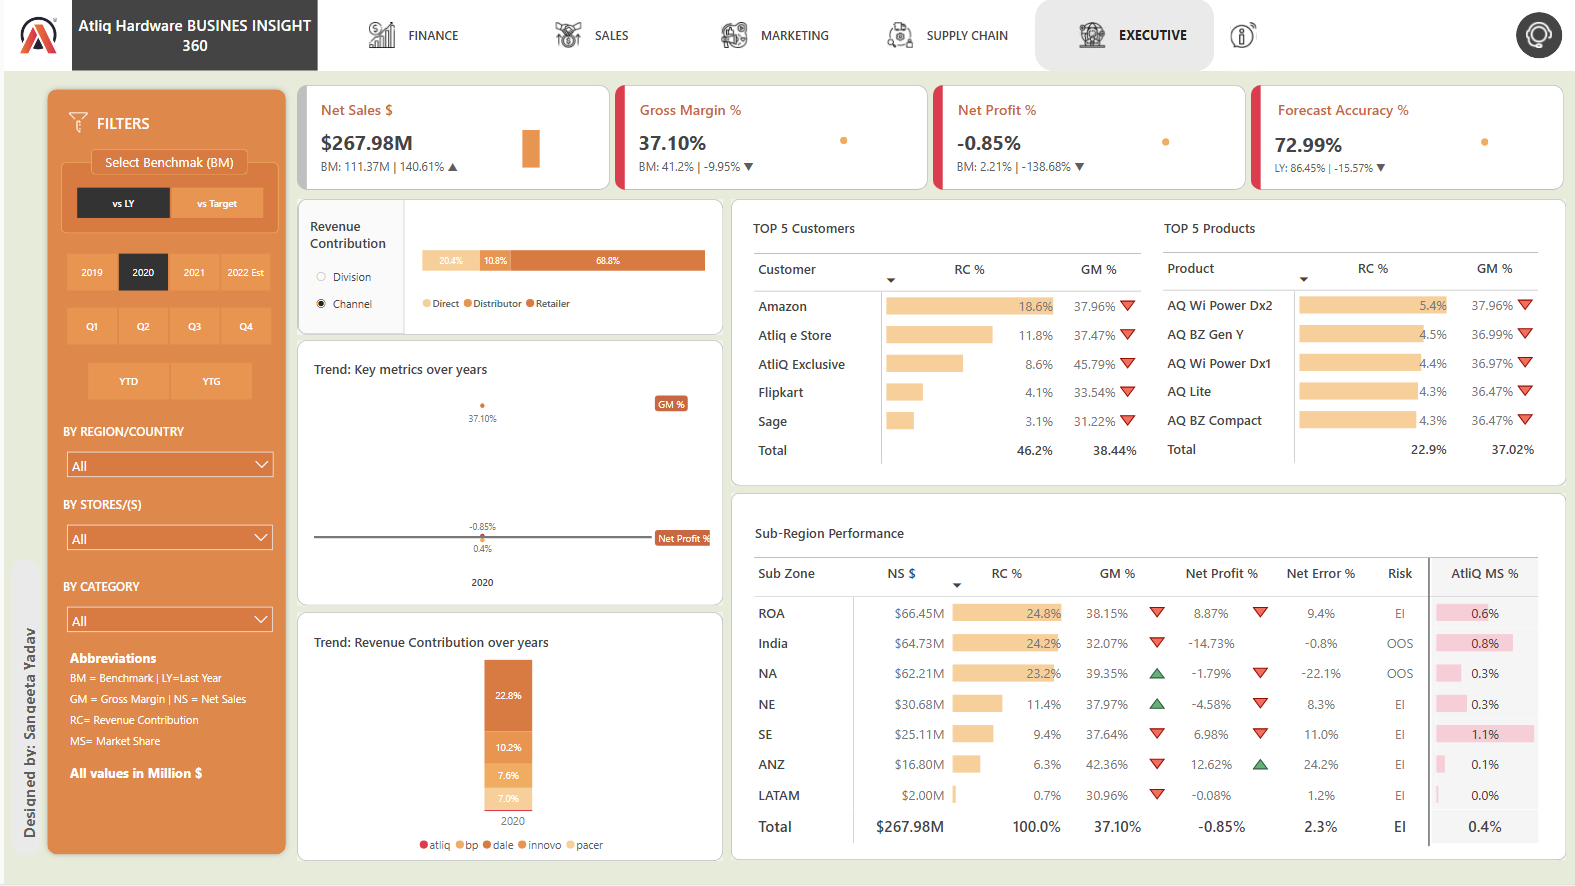 Atliq Hardware BUSINES INSIGHT
360
FINANCE
SALES
MARKETING
SUPPLY CHAIN
EXECUTIVE
FILTERS
Select Benchmak (BM)
vs LY
vs Target
2019
2020
2021
2022 Est
Q1
Q2
Q3
Q4
YTD
YTG
BY REGION/COUNTRY
All
BY STORES/(S)
All
BY CATEGORY
All
Abbreviations
BM = Benchmark | LY=Last Year
GM = Gross Margin | NS = Net Sales
RC= Revenue Contribution
MS= Market Share
All values in Million $
Designed by: Sangeeta Yadav
Net Sales $
$267.98M
BM: 111.37M | 140.61% ▲
Gross Margin %
37.10%
BM: 41.2% | -9.95% ▼
Net Profit %
-0.85%
BM: 2.21% | -138.68% ▼
Forecast Accuracy %
72.99%
LY: 86.45% | -15.57% ▼
Revenue
Contribution
Division
Channel
20.4% 10.8% 68.8%
Direct Distributor Retailer
Trend: Key metrics over years
GM %
37.10%
-0.85%
Net Profit %
0.4%
2020
Trend: Revenue Contribution over years
22.8%
10.2%
7.6%
7.0%
2020
atliq bp dale innovo pacer
TOP 5 Customers
Customer RC % GM %
Amazon 18.6% 37.96%
Atliq e Store 11.8% 37.47%
AtliQ Exclusive 8.6% 45.79%
Flipkart 4.1% 33.54%
Sage 3.1% 31.22%
Total 46.2% 38.44%
TOP 5 Products
Product RC % GM %
AQ Wi Power Dx2 5.4% 37.96%
AQ BZ Gen Y 4.5% 36.99%
AQ Wi Power Dx1 4.4% 36.97%
AQ Lite 4.3% 36.47%
AQ BZ Compact 4.3% 36.47%
Total 22.9% 37.02%
Sub-Region Performance
Sub Zone NS $ RC % GM % Net Profit % Net Error % Risk AtliQ MS %
ROA $66.45M 24.8% 38.15% 8.87% 9.4% EI 0.6%
India $64.73M 24.2% 32.07% -14.73% -0.8% OOS 0.8%
NA $62.21M 23.2% 39.35% -1.79% -22.1% OOS 0.3%
NE $30.68M 11.4% 37.97% -4.58% 8.3% EI 0.3%
SE $25.11M 9.4% 37.64% 6.98% 11.0% EI 1.1%
ANZ $16.80M 6.3% 42.36% 12.62% 24.2% EI 0.1%
LATAM $2.00M 0.7% 30.96% -0.08% 1.2% EI 0.0%
Total $267.98M 100.0% 37.10% -0.85% 2.3% EI 0.4%